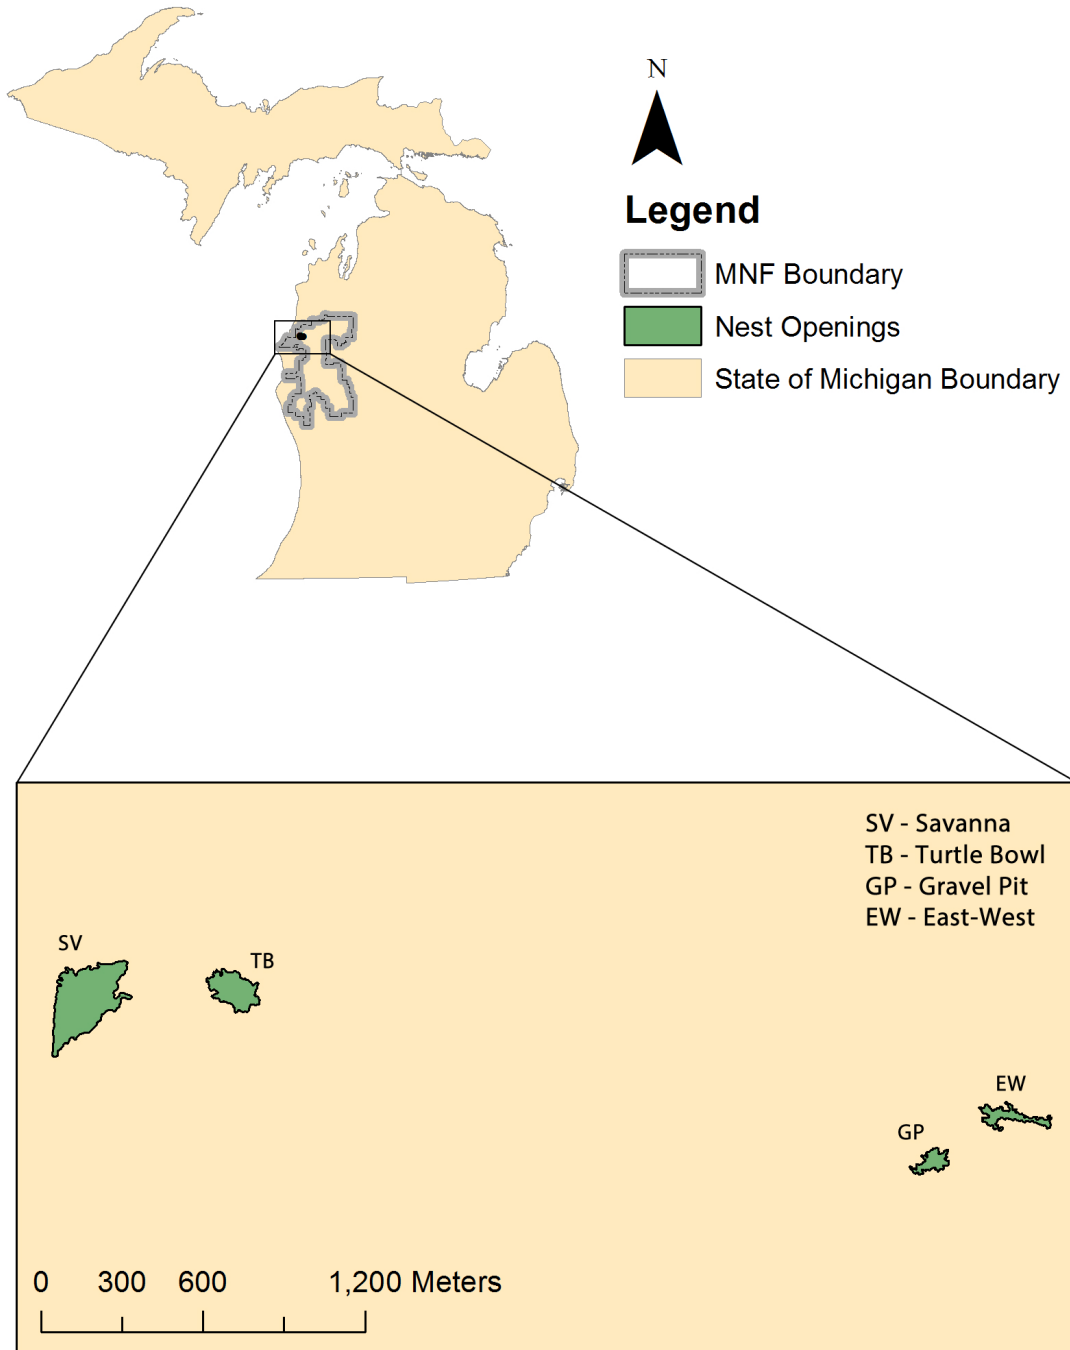 N
Legend
MNF Boundary
Nest Openings
State of Michigan Boundary
SV - Savanna
TB - Turtle Bowl
GP - Gravel Pit
EW - East-West
SV
TB
EW
GP
0 300 600 1,200 Meters